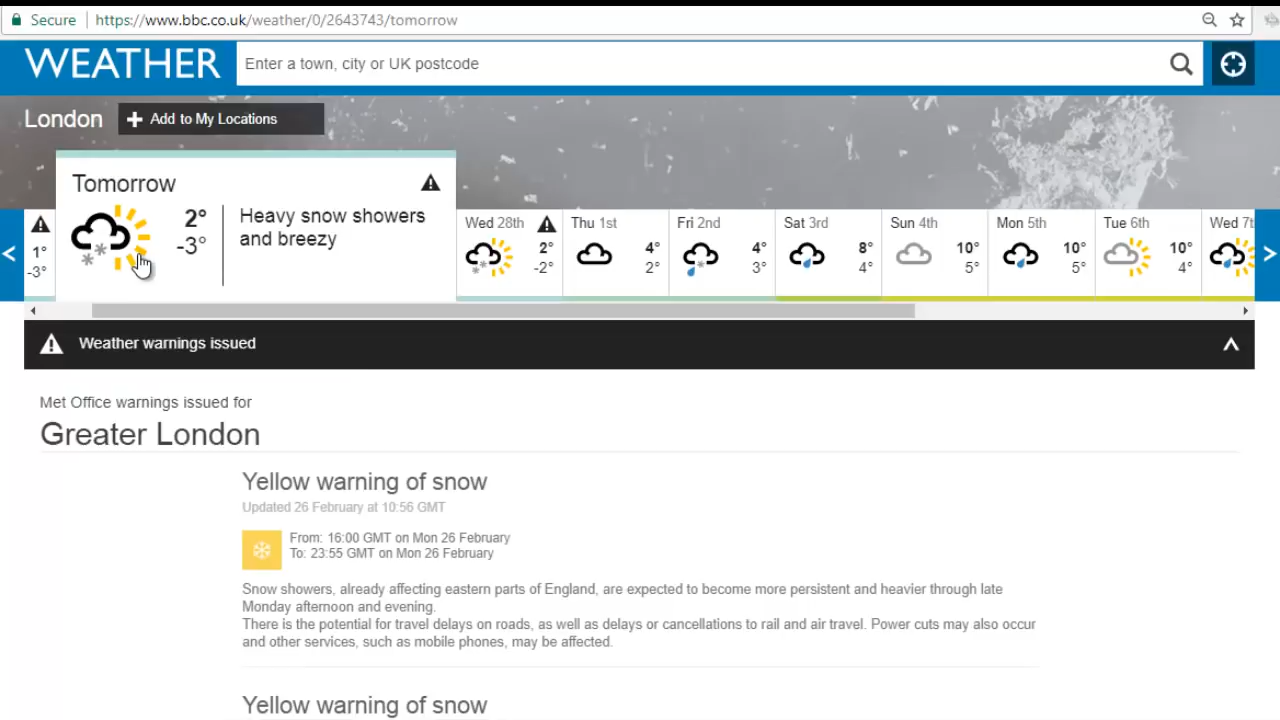 Secure
https://www.bbc.co.uk/weather/0/2643743/tomorrow
WEATHER
Enter a town, city or UK postcode
London
+ Add to My Locations
Tomorrow
2°
-3°
Heavy snow showers
and breezy
1°
-3°
Wed 28th
2°
-2°
Thu 1st
4°
2°
Fri 2nd
4°
3°
Sat 3rd
8°
4°
Sun 4th
10°
5°
Mon 5th
10°
5°
Tue 6th
10°
4°
Wed 7t
Weather warnings issued
Met Office warnings issued for
Greater London
Yellow warning of snow
Updated 26 February at 10:56 GMT
From: 16:00 GMT on Mon 26 February
To: 23:55 GMT on Mon 26 February
Snow showers, already affecting eastern parts of England, are expected to become more persistent and heavier through late
Monday afternoon and evening.
There is the potential for travel delays on roads, as well as delays or cancellations to rail and air travel. Power cuts may also occur
and other services, such as mobile phones, may be affected.
Yellow warning of snow